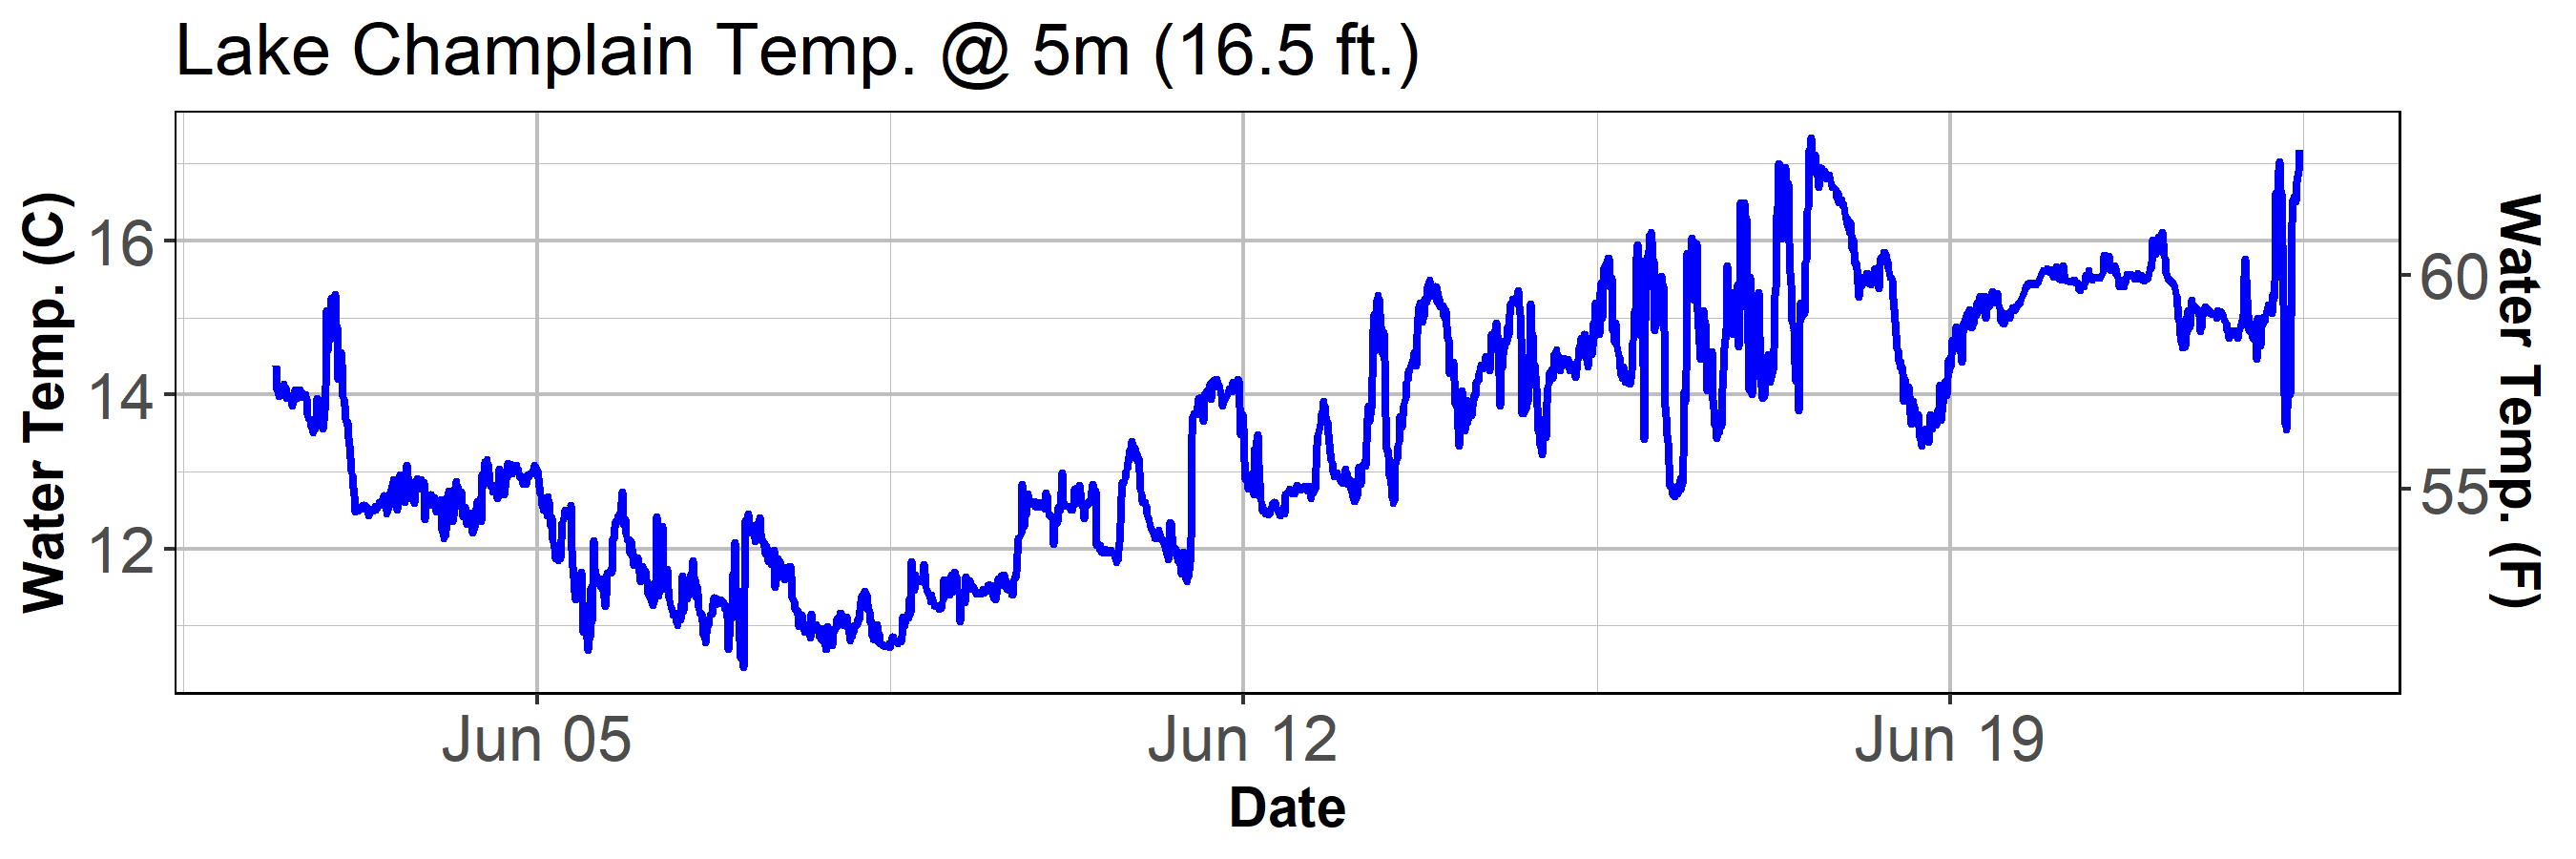 Lake Champlain Temp. @ 5m (16.5 ft.)
Water Temp. (C)
16
14
12
60
55
Water Temp. (F)
Jun 05
Jun 12
Jun 19
Date